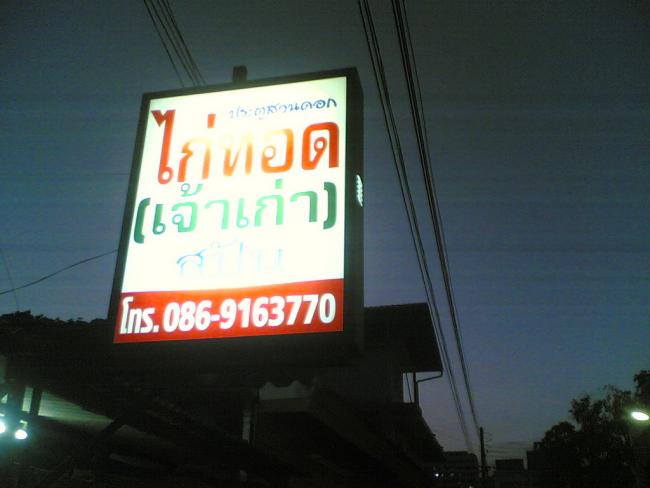 ประตูสวนดอก
ไก่ทอด
(เจ้าเก่า)
โทร. 086-9163770